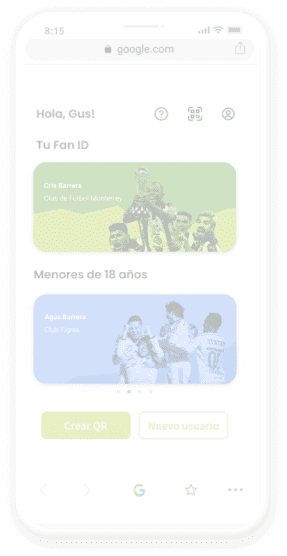 8:15
google.com
Hola, Gus!
Tu Fan ID
Cris Barrera
Club de Futbol Monterrey
Menores de 18 años
Agus Barrera
Club Tigres
Crear QR
Nuevo usuario